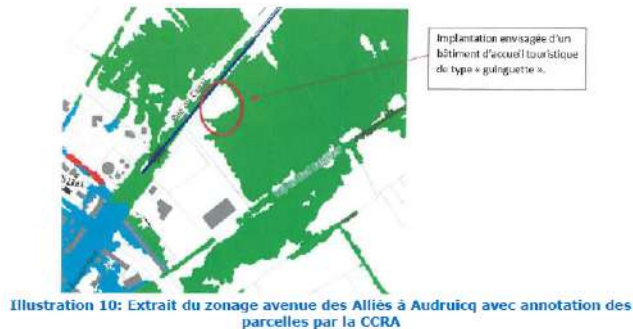 Implantation envisagée d'un
bâtiment d'accueil touristique
de type « guinguette ».
Illustration 10: Extrait du zonage avenue des Alliés à Audruicq avec annotation des
parcelles par la CCRA